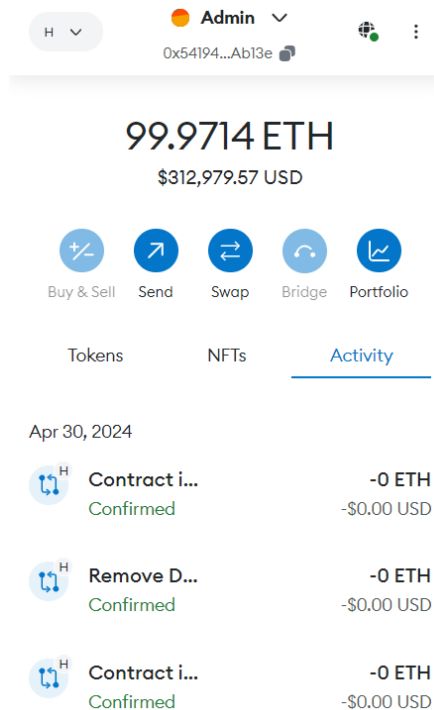 H
Admin
0x54194...Ab13e
99.9714 ETH
$312,979.57 USD
Buy & Sell Send Swap Bridge Portfolio
Tokens NFTs Activity
Apr 30, 2024
H
Contract i... -0 ETH
Confirmed -$0.00 USD
H
Remove D... -0 ETH
Confirmed -$0.00 USD
H
Contract i... -0 ETH
Confirmed -$0.00 USD